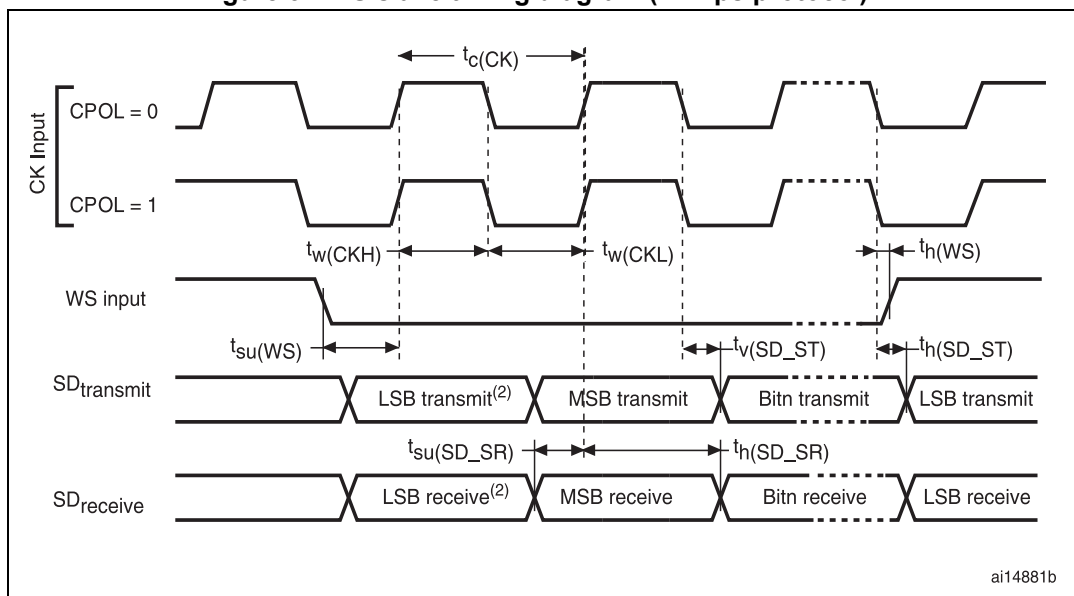 tc(CK)
CPOL = 0
CK Input
CPOL = 1
tw(CKH)
tw(CKL)
th(WS)
WS input
tsu(WS)
tv(SD_ST)
th(SD_ST)
SDtransmit
LSB transmit(2)
MSB transmit
Bitn transmit
LSB transmit
tsu(SD_SR)
th(SD_SR)
SDreceive
LSB receive(2)
MSB receive
Bitn receive
LSB receive
ai14881b